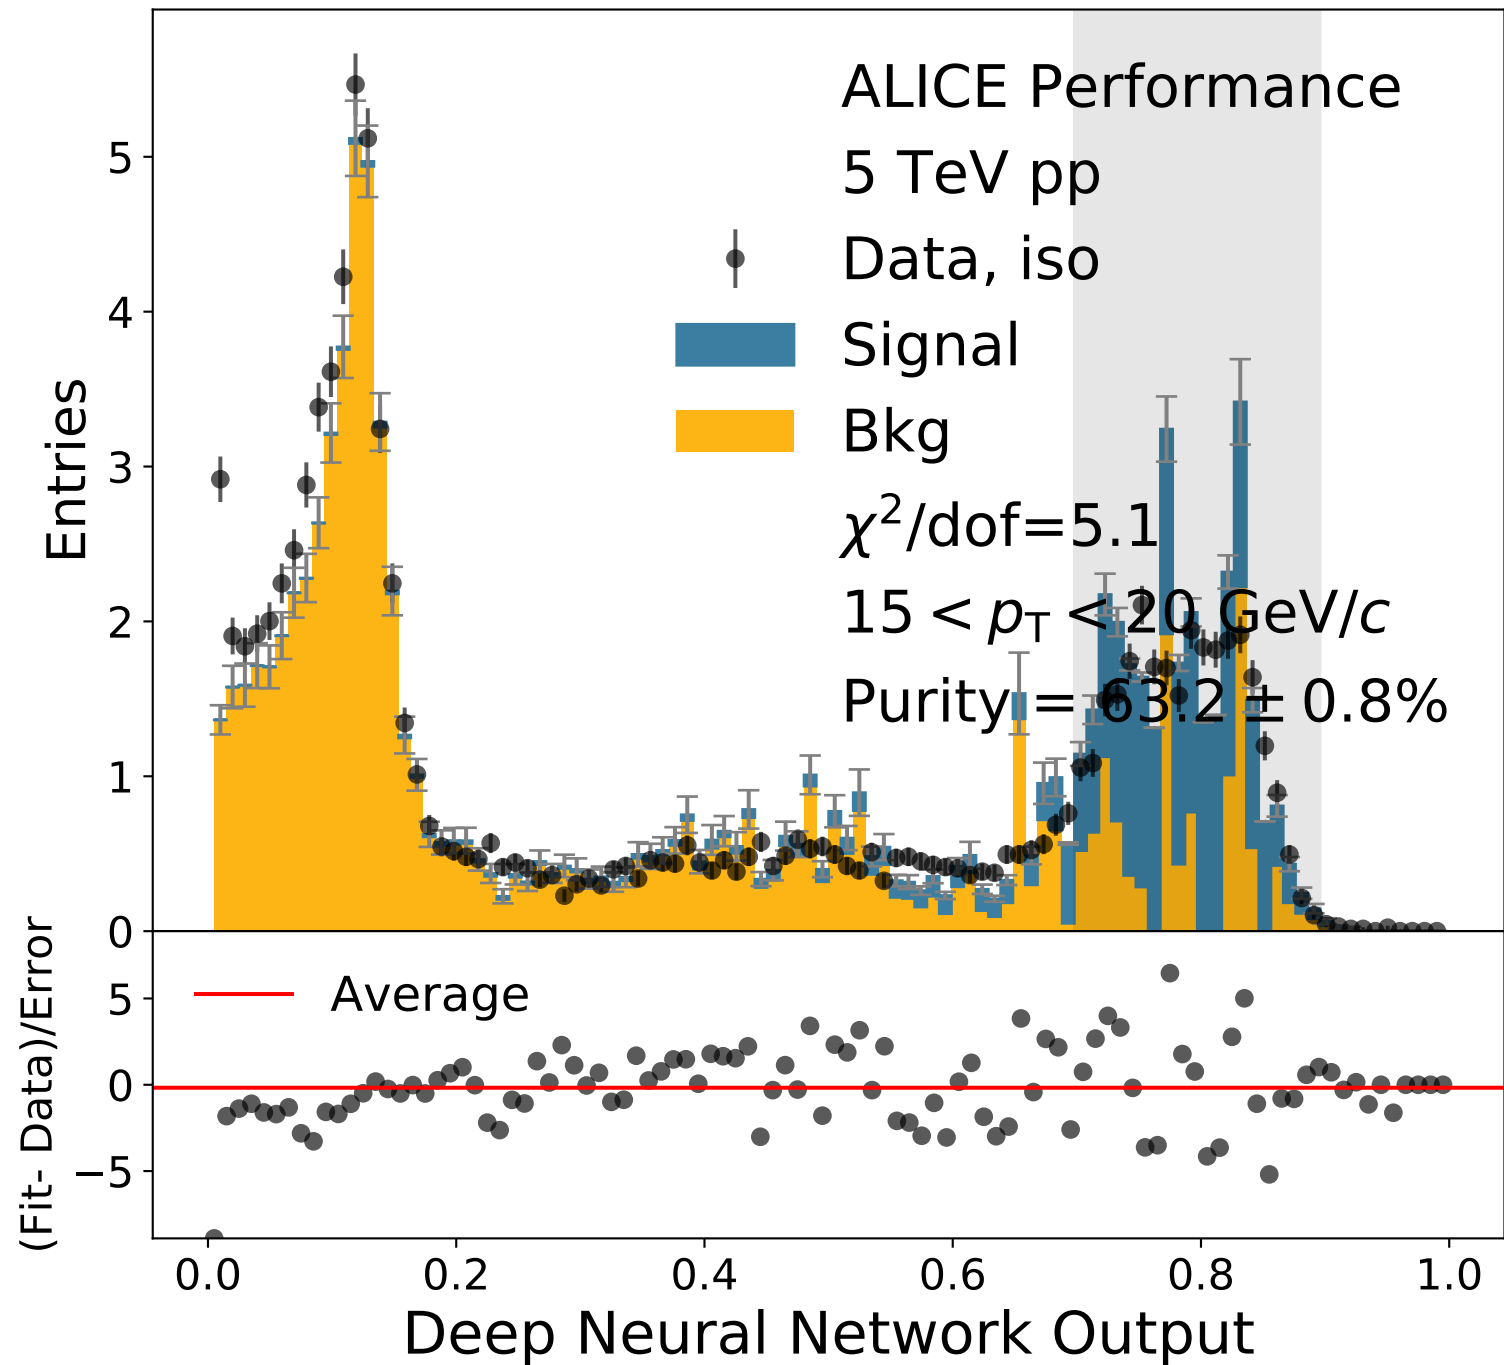 ALICE Performance
5 TeV pp
Data, iso
Signal
Bkg
χ²/dof=5.1
15 < p_T < 20 GeV/c
Purity = 63.2 ± 0.8%
Entries
5
4
3
2
1
0
Average
(Fit- Data)/Error
5
0
−5
0.0 0.2 0.4 0.6 0.8 1.0
Deep Neural Network Output